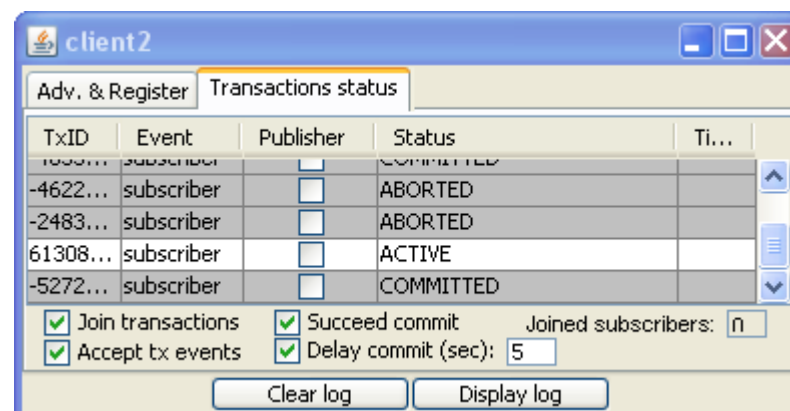 client2
Adv. & Register Transactions status
TxID Event Publisher Status Ti...
subscriber COMMITTED
-4622... subscriber ABORTED
-2483... subscriber ABORTED
61308... subscriber ACTIVE
-5272... subscriber COMMITTED
Join transactions Succeed commit Joined subscribers:
Accept tx events Delay commit (sec): 5
Clear log Display log